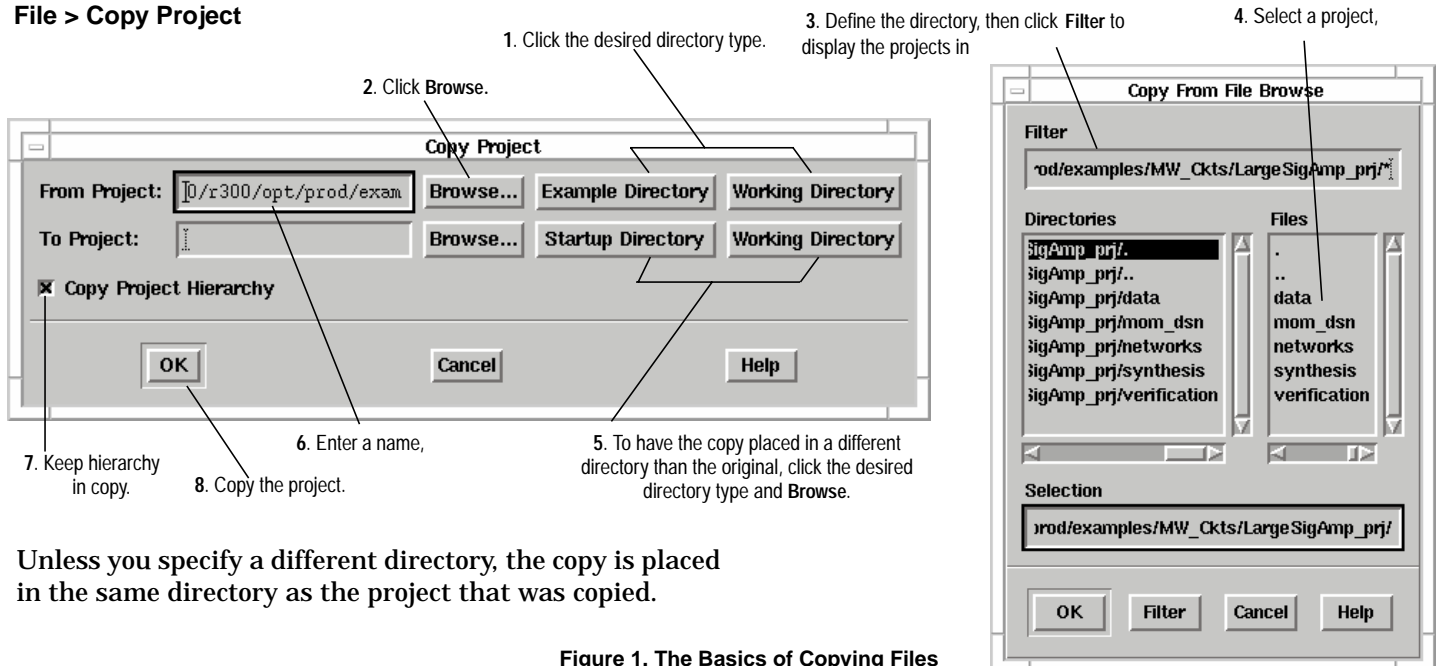 File > Copy Project
1. Click the desired directory type.
2. Click Browse.
3. Define the directory, then click Filter to
display the projects in
4. Select a project,
Copy Project
From Project:
]0/r300/opt/prod/exam
Browse...
Example Directory
Working Directory
To Project:
Browse...
Startup Directory
Working Directory
Copy Project Hierarchy
OK
Cancel
Help
7. Keep hierarchy
in copy.
8. Copy the project.
6. Enter a name,
5. To have the copy placed in a different
directory than the original, click the desired
directory type and Browse.
Copy From File Browse
Filter
rod/examples/MW_Ckts/LargeSigAmp_prj/*
Directories
SigAmp_prj/.
SigAmp_prj/..
SigAmp_prj/data
SigAmp_prj/mom_dsn
SigAmp_prj/networks
SigAmp_prj/synthesis
SigAmp_prj/verification
Files
.
..
data
mom_dsn
networks
synthesis
verification
Selection
prod/examples/MW_Ckts/LargeSigAmp_prj/
OK
Filter
Cancel
Help
Unless you specify a different directory, the copy is placed
in the same directory as the project that was copied.
Figure 1. The Basics of Copying Files